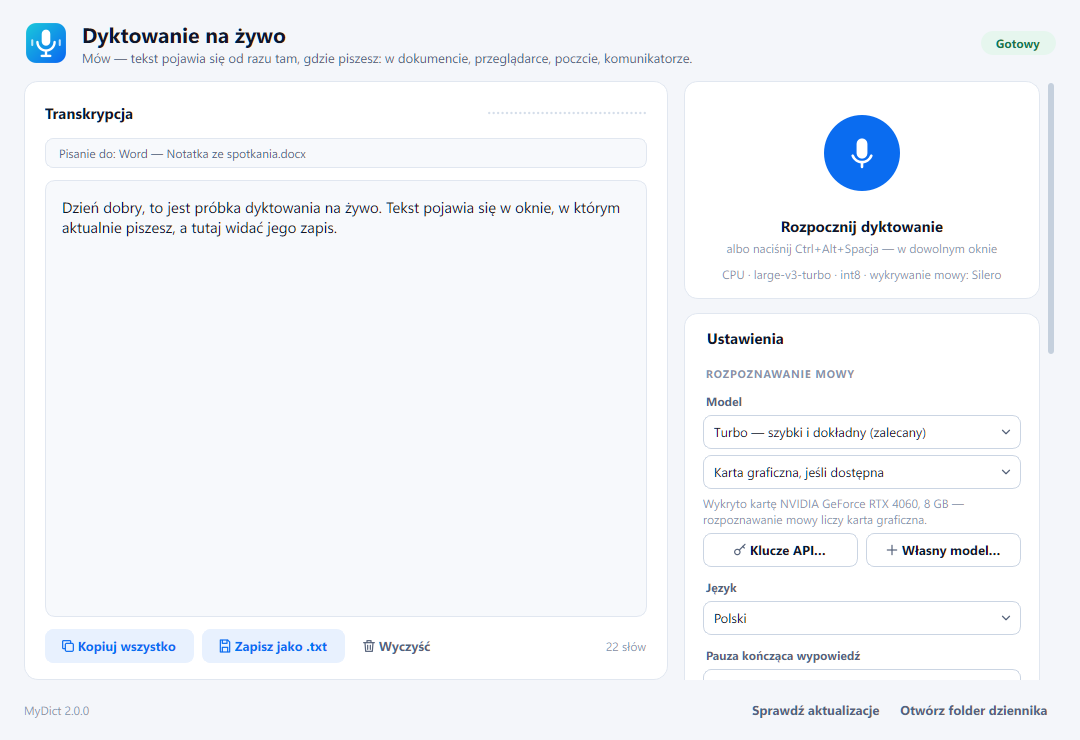 Dyktowanie na żywo
Mów — tekst pojawia się od razu tam, gdzie piszesz: w dokumencie, przeglądarce, poczcie, komunikatorze.
Gotowy
Transkrypcja
Pisanie do: Word — Notatka ze spotkania.docx
Dzień dobry, to jest próbka dyktowania na żywo. Tekst pojawia się w oknie, w którym
aktualnie piszesz, a tutaj widać jego zapis.
Kopiuj wszystko
Zapisz jako .txt
Wyczyść
22 słów
Rozpocznij dyktowanie
albo naciśnij Ctrl+Alt+Spacja — w dowolnym oknie
CPU · large-v3-turbo · int8 · wykrywanie mowy: Silero
Ustawienia
ROZPOZNAWANIE MOWY
Model
Turbo — szybki i dokładny (zalecany)
Karta graficzna, jeśli dostępna
Wykryto kartę NVIDIA GeForce RTX 4060, 8 GB —
rozpoznawanie mowy liczy karta graficzna.
Klucze API...
Własny model...
Język
Polski
Pauza kończąca wypowiedź
MyDict 2.0.0
Sprawdź aktualizacje
Otwórz folder dziennika